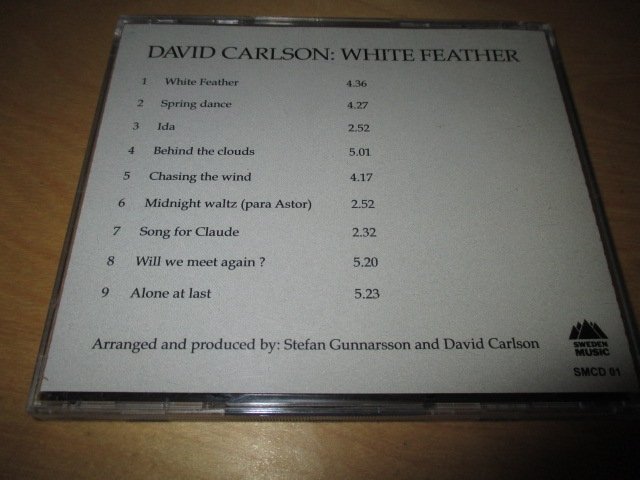 DAVID CARLSON: WHITE FEATHER
1 White Feather 4.36
2 Spring dance 4.27
3 Ida 2.52
4 Behind the clouds 5.01
5 Chasing the wind 4.17
6 Midnight waltz (para Astor) 2.52
7 Song for Claude 2.32
8 Will we meet again ? 5.20
9 Alone at last 5.23
Arranged and produced by: Stefan Gunnarsson and David Carlson
SWEDEN
MUSIC
SMCD 01